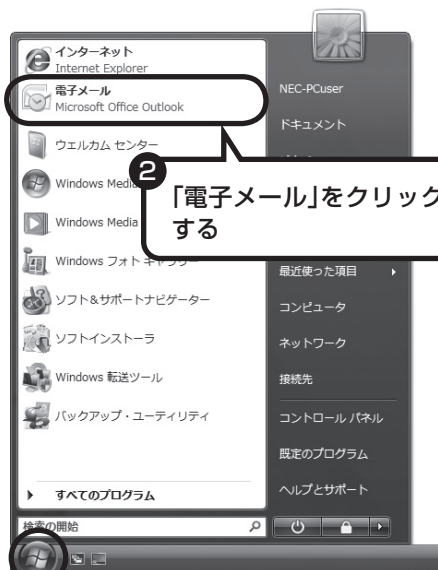 インターネット
Internet Explorer
電子メール
Microsoft Office Outlook
ウェルカム センター
Windows Media
Windows Media
Windows フォト ギャラリー
ソフト&サポートナビゲーター
ソフトインストーラ
Windows 転送ツール
バックアップ・ユーティリティ
すべてのプログラム
検索の開始
NEC-PCuser
ドキュメント
❷
「電子メール」をクリック
する
最近使った項目
コンピュータ
ネットワーク
接続先
コントロール パネル
既定のプログラム
ヘルプとサポート